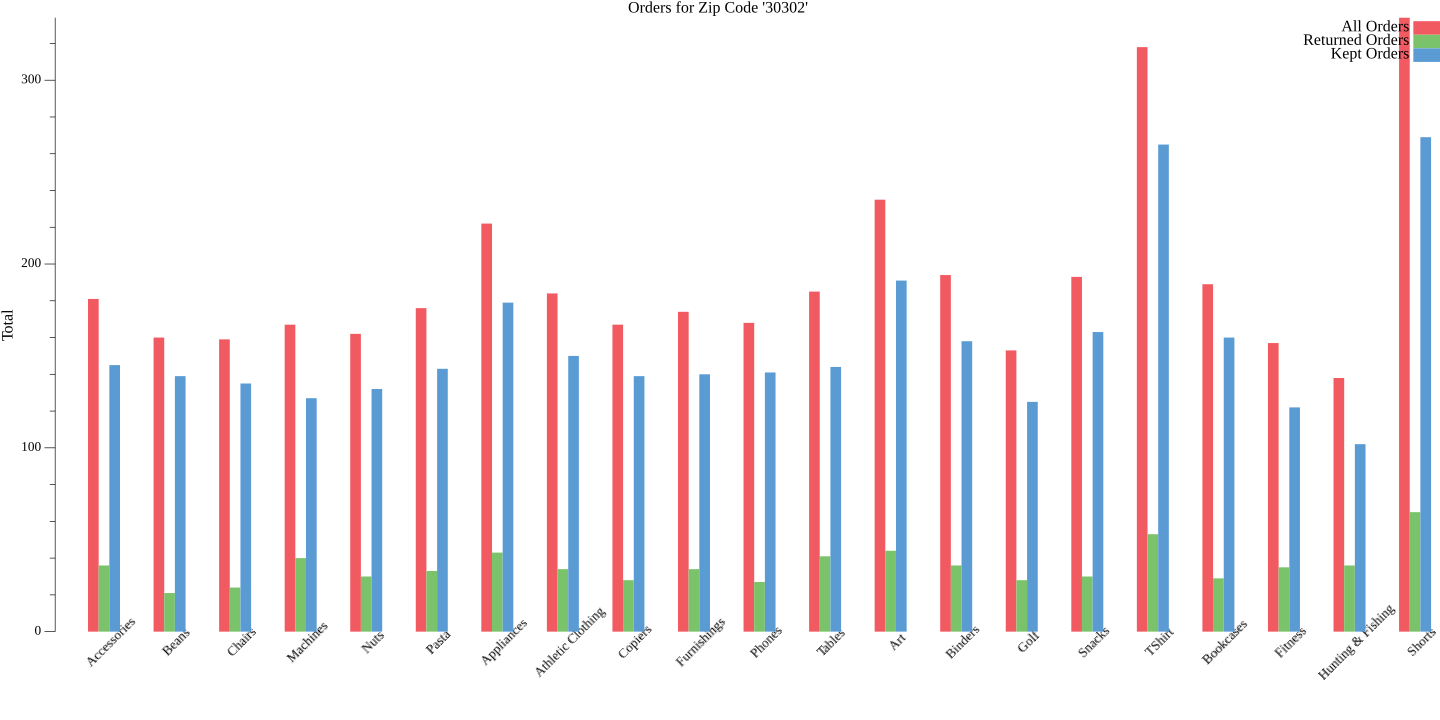 Orders for Zip Code '30302'
All Orders
Returned Orders
Kept Orders
300
200
100
0
Total
Accessories
Beans
Chairs
Machines
Nuts
Pasta
Appliances
Athletic Clothing
Copiers
Furnishings
Phones
Tables
Art
Binders
Golf
Snacks
TShirt
Bookcases
Fitness
Hunting & Fishing
Shorts